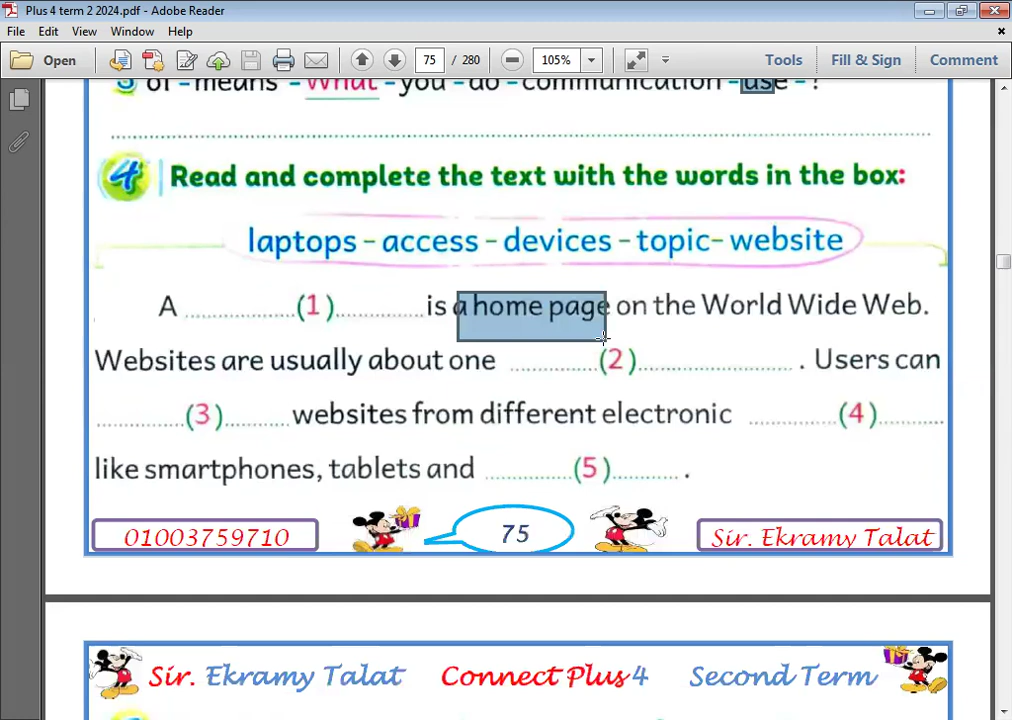 Plus 4 term 2 2024.pdf - Adobe Reader
File Edit View Window Help
Open 75 / 280 105% Tools Fill & Sign Comment
3 of -means -What -you -do -communication -use - ?
4 Read and complete the text with the words in the box:
laptops - access - devices - topic- website
A ............(1)............ is a home page on the World Wide Web.
Websites are usually about one ............(2)..................... . Users can
............(3)......... websites from different electronic ............(4).........
like smartphones, tablets and ............(5)......... .
01003759710 75 Sir. Ekramy Talat
Sir. Ekramy Talat Connect Plus 4 Second Term